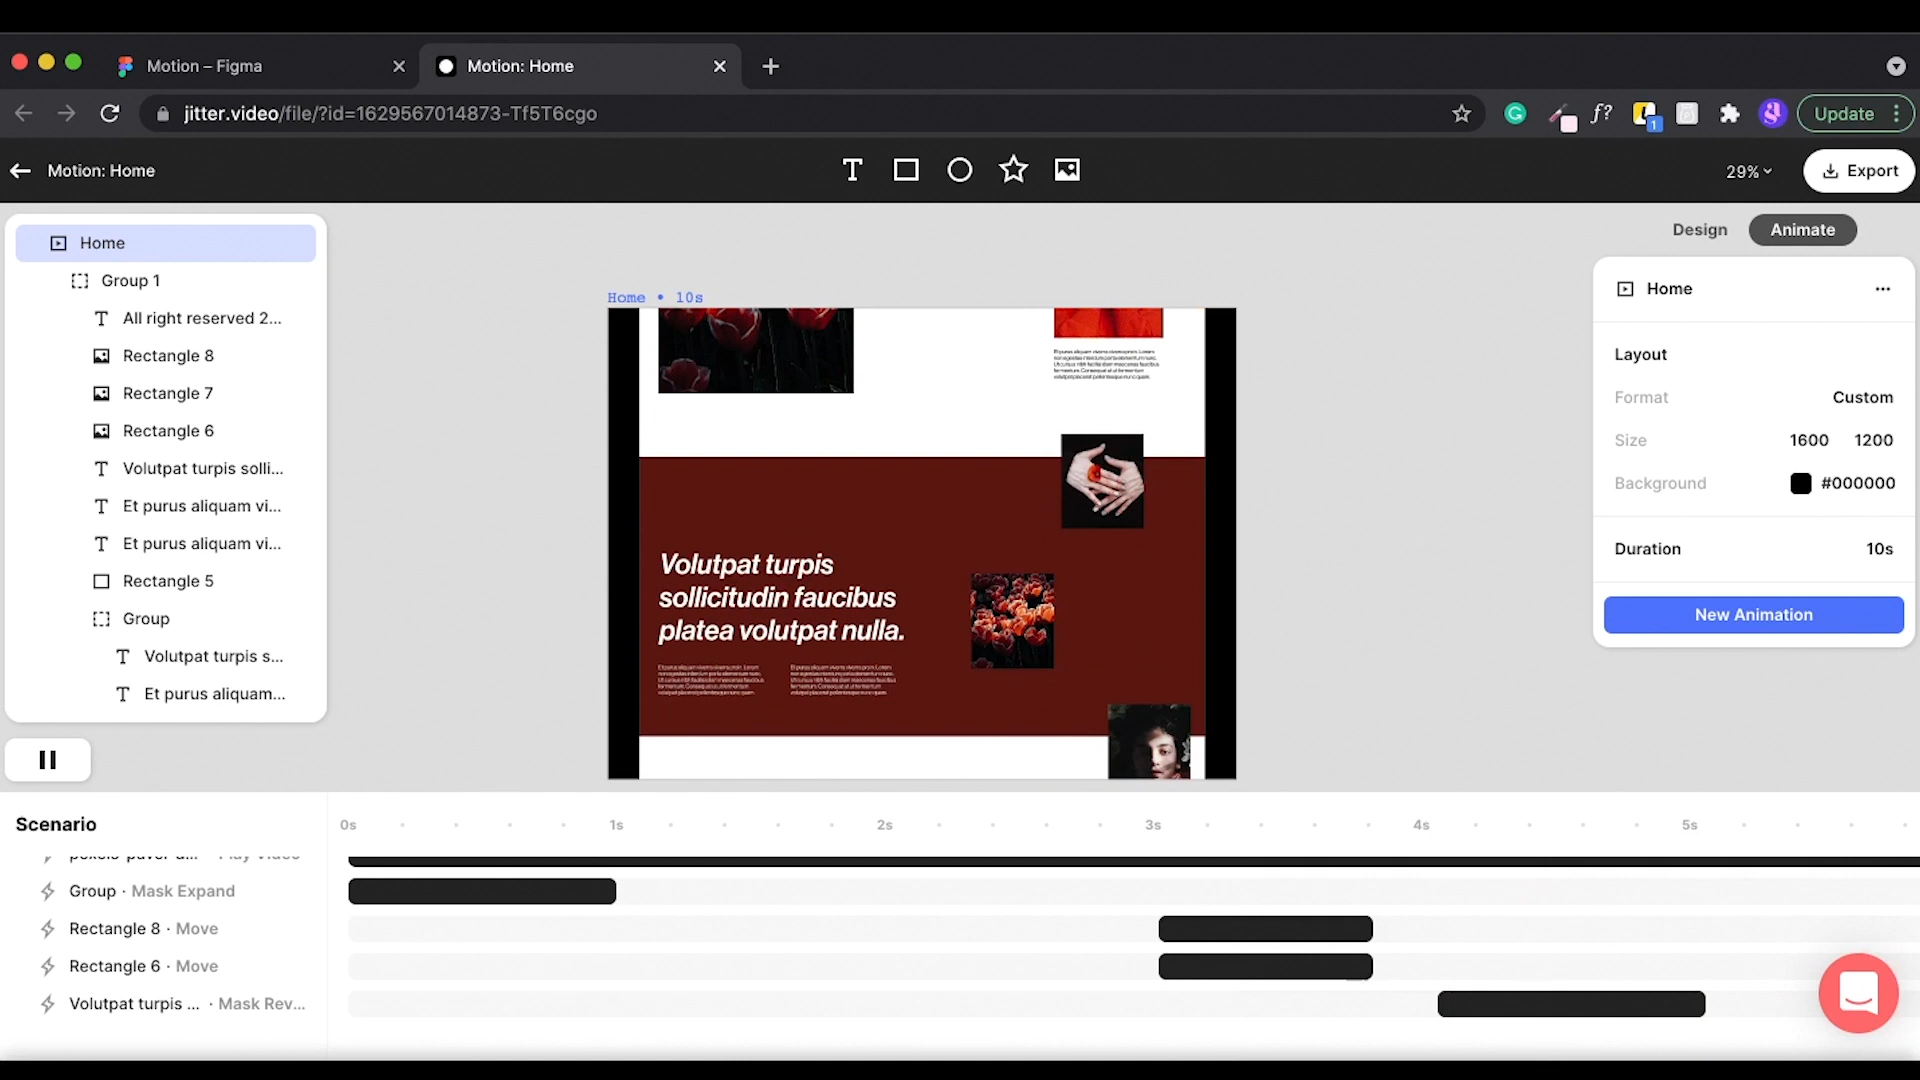 Motion – Figma
Motion: Home
jitter.video/file/?id=1629567014873-Tf5T6cgo
f?
1
Update
Motion: Home
T
29%
Export
Design
Animate
Home
Group 1
All right reserved 2...
Rectangle 8
Rectangle 7
Rectangle 6
Volutpat turpis solli...
Et purus aliquam vi...
Et purus aliquam vi...
Rectangle 5
Group
Volutpat turpis s...
Et purus aliquam...
Home • 10s
Volutpat turpis
sollicitudin faucibus
platea volutpat nulla.
Home
Layout
Format Custom
Size 1600 1200
Background #000000
Duration 10s
New Animation
Scenario
0s 1s 2s 3s 4s 5s
Group · Mask Expand
Rectangle 8 · Move
Rectangle 6 · Move
Volutpat turpis ... · Mask Rev...